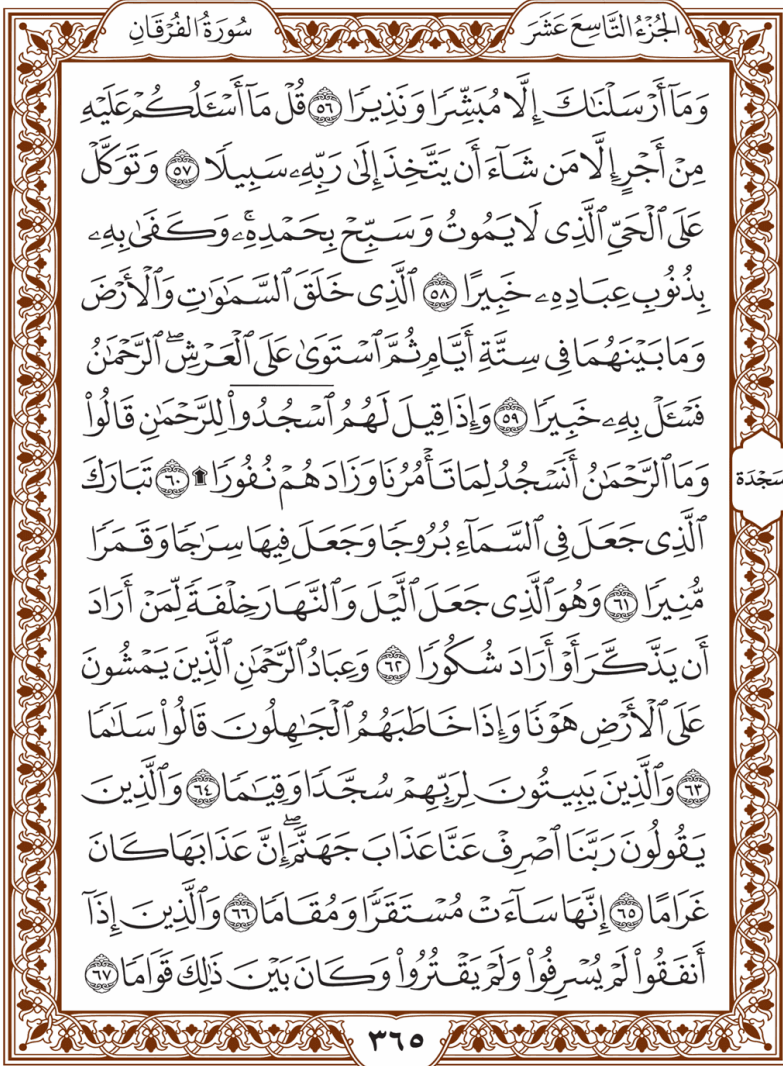 الجُزْءُ التَّاسِعَ عَشَرَ
سُورَةُ الفُرْقَانِ
وَمَآ أَرْسَلْنَٰكَ إِلَّا مُبَشِّرًا وَنَذِيرًا ٥٦ قُلْ مَآ أَسْـَٔلُكُمْ عَلَيْهِ
مِنْ أَجْرٍ إِلَّا مَن شَآءَ أَن يَتَّخِذَ إِلَىٰ رَبِّهِۦ سَبِيلًا ٥٧ وَتَوَكَّلْ
عَلَى ٱلْحَيِّ ٱلَّذِى لَا يَمُوتُ وَسَبِّحْ بِحَمْدِهِۦۚ وَكَفَىٰ بِهِۦ
بِذُنُوبِ عِبَادِهِۦ خَبِيرًا ٥٨ ٱلَّذِى خَلَقَ ٱلسَّمَٰوَٰتِ وَٱلْأَرْضَ
وَمَا بَيْنَهُمَا فِى سِتَّةِ أَيَّامٍ ثُمَّ ٱسْتَوَىٰ عَلَى ٱلْعَرْشِۖ ٱلرَّحْمَٰنُ
فَسْـَٔلْ بِهِۦ خَبِيرًا ٥٩ وَإِذَا قِيلَ لَهُمُ ٱسْجُدُوا۟ لِلرَّحْمَٰنِ قَالُوا۟
وَمَا ٱلرَّحْمَٰنُ أَنَسْجُدُ لِمَا تَأْمُرُنَا وَزَادَهُمْ نُفُورًا ۩ ٦٠ تَبَارَكَ
سَجْدَة
ٱلَّذِى جَعَلَ فِى ٱلسَّمَآءِ بُرُوجًا وَجَعَلَ فِيهَا سِرَٰجًا وَقَمَرًا
مُّنِيرًا ٦١ وَهُوَ ٱلَّذِى جَعَلَ ٱلَّيْلَ وَٱلنَّهَارَ خِلْفَةً لِّمَنْ أَرَادَ
أَن يَذَّكَّرَ أَوْ أَرَادَ شُكُورًا ٦٢ وَعِبَادُ ٱلرَّحْمَٰنِ ٱلَّذِينَ يَمْشُونَ
عَلَى ٱلْأَرْضِ هَوْنًا وَإِذَا خَاطَبَهُمُ ٱلْجَٰهِلُونَ قَالُوا۟ سَلَٰمًا
٦٣ وَٱلَّذِينَ يَبِيتُونَ لِرَبِّهِمْ سُجَّدًا وَقِيَٰمًا ٦٤ وَٱلَّذِينَ
يَقُولُونَ رَبَّنَا ٱصْرِفْ عَنَّا عَذَابَ جَهَنَّمَۖ إِنَّ عَذَابَهَا كَانَ
غَرَامًا ٦٥ إِنَّهَا سَآءَتْ مُسْتَقَرًّا وَمُقَامًا ٦٦ وَٱلَّذِينَ إِذَآ
أَنفَقُوا۟ لَمْ يُسْرِفُوا۟ وَلَمْ يَقْتُرُوا۟ وَكَانَ بَيْنَ ذَٰلِكَ قَوَامًا ٦٧
٣٦٥